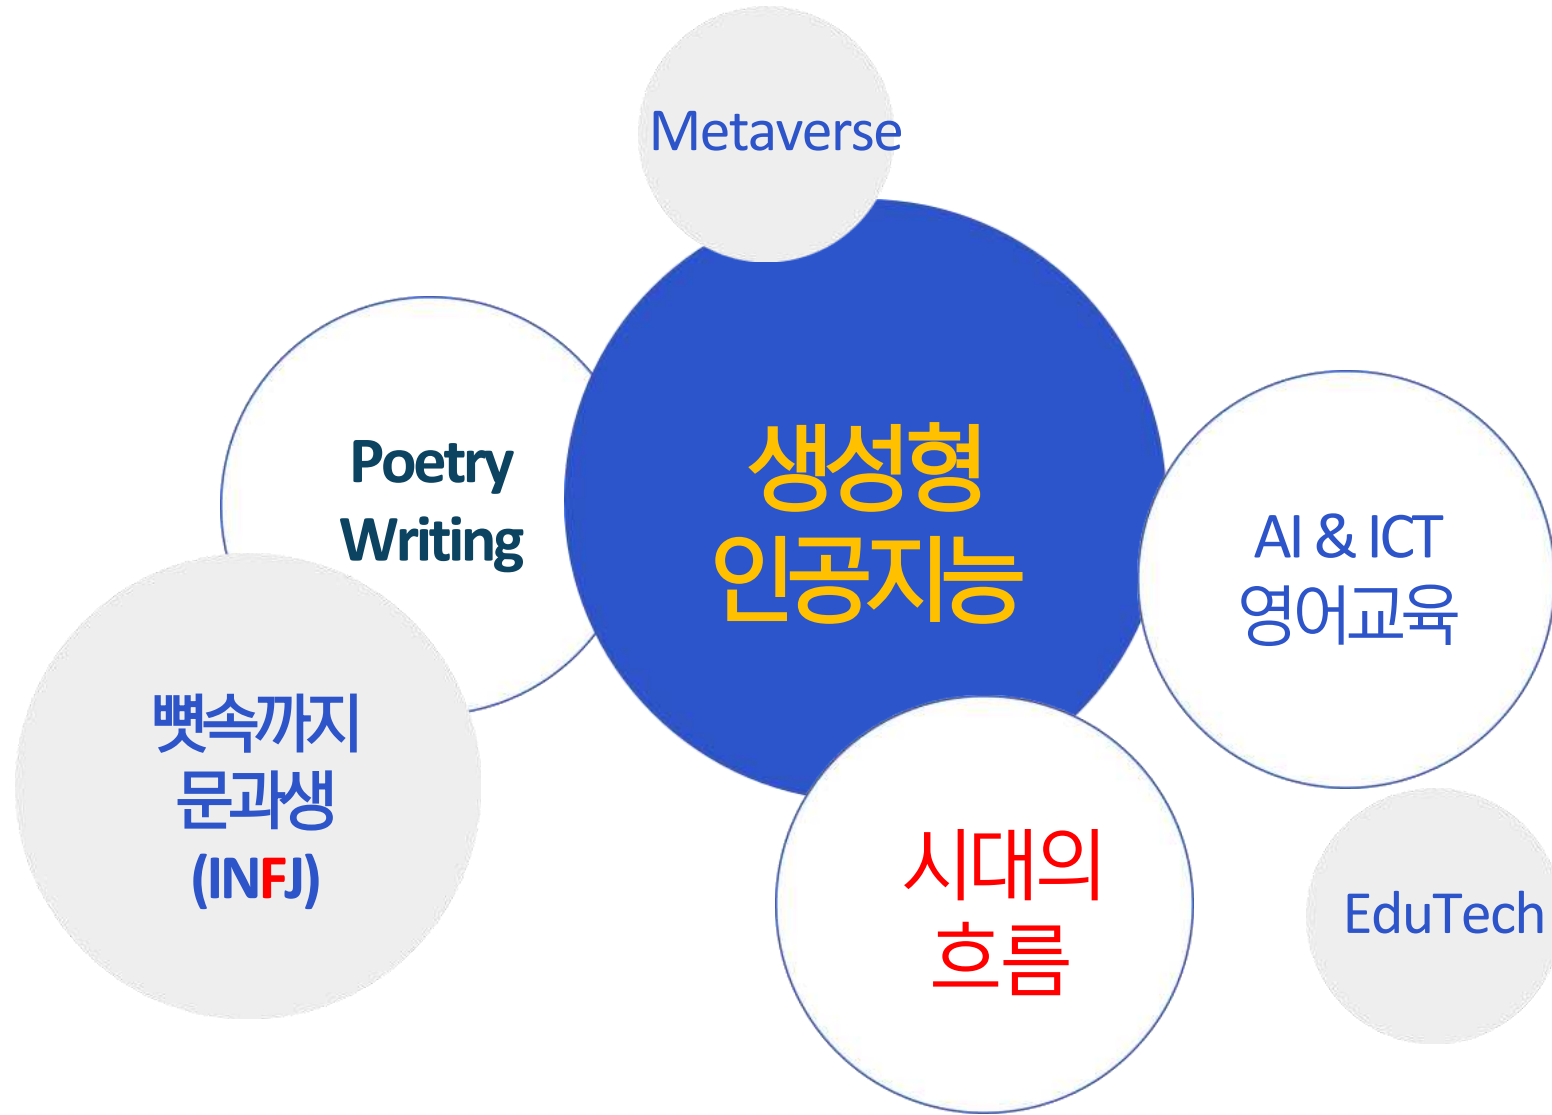 Metaverse
Poetry
Writing
생성형
인공지능
AI & ICT
영어교육
뼛속까지
문과생
(INFJ)
시대의
흐름
EduTech